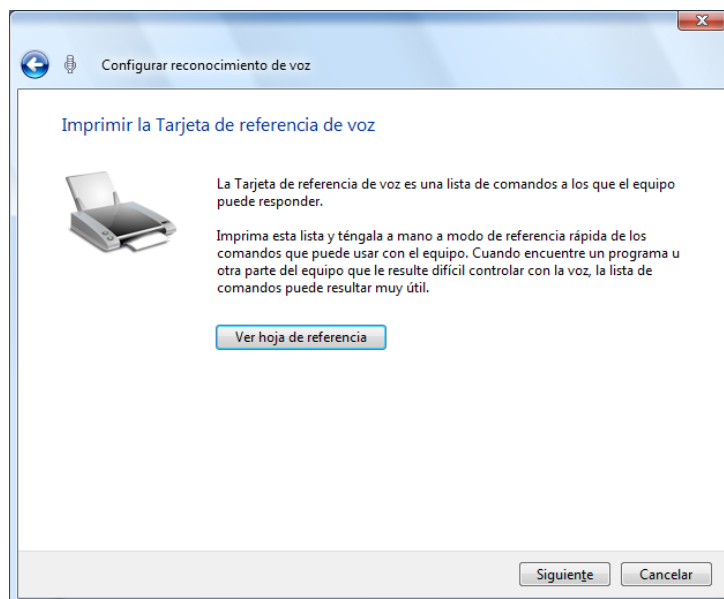 Configurar reconocimiento de voz
Imprimir la Tarjeta de referencia de voz
La Tarjeta de referencia de voz es una lista de comandos a los que el equipo
puede responder.
Imprima esta lista y téngala a mano a modo de referencia rápida de los
comandos que puede usar con el equipo. Cuando encuentre un programa u
otra parte del equipo que le resulte difícil controlar con la voz, la lista de
comandos puede resultar muy útil.
Ver hoja de referencia
Siguiente Cancelar